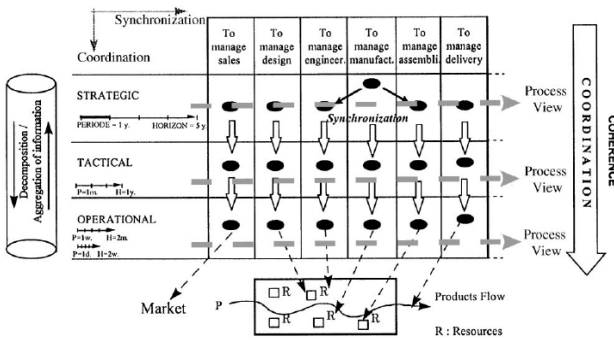 Synchronization
Coordination
To manage sales
To manage design
To manage engineer.
To manage manufact.
To manage assembli.
To manage delivery
STRATEGIC
PERIODE = 1 y. HORIZON = 5 y.
Synchronization
Process View
TACTICAL
P=1m. H=1y.
Process View
OPERATIONAL
P=1w. H=2m.
P=1d. H=2w.
Process View
Decomposition /
Aggregation of information
COORDINATION
COHERENCE
Market
P
R
R
R
R
R
Products Flow
R : Resources